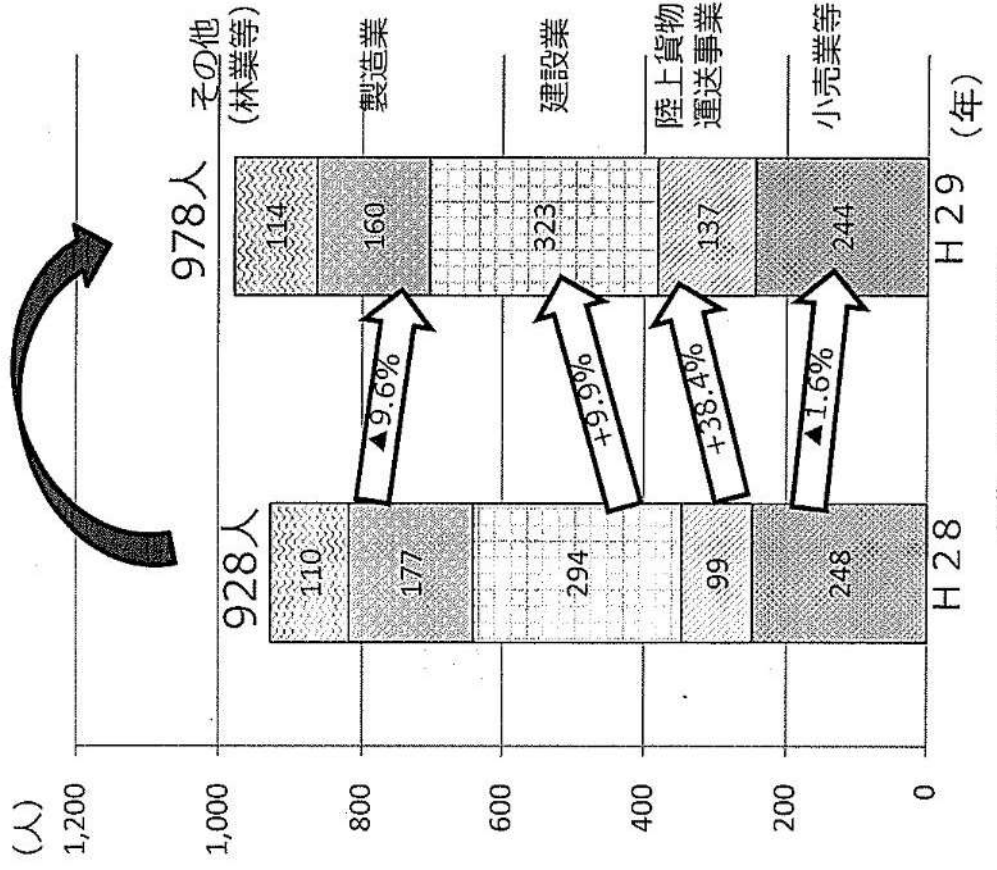 (人)
1,200
1,000
800
600
400
200
0
928人
110
177
294
99
248
H28
▲9.6%
+9.9%
+38.4%
▲1.6%
978人
114
160
323
137
244
H29
(年)
その他
(林業等)
製造業
建設業
陸上貨物
運送事業
小売業等